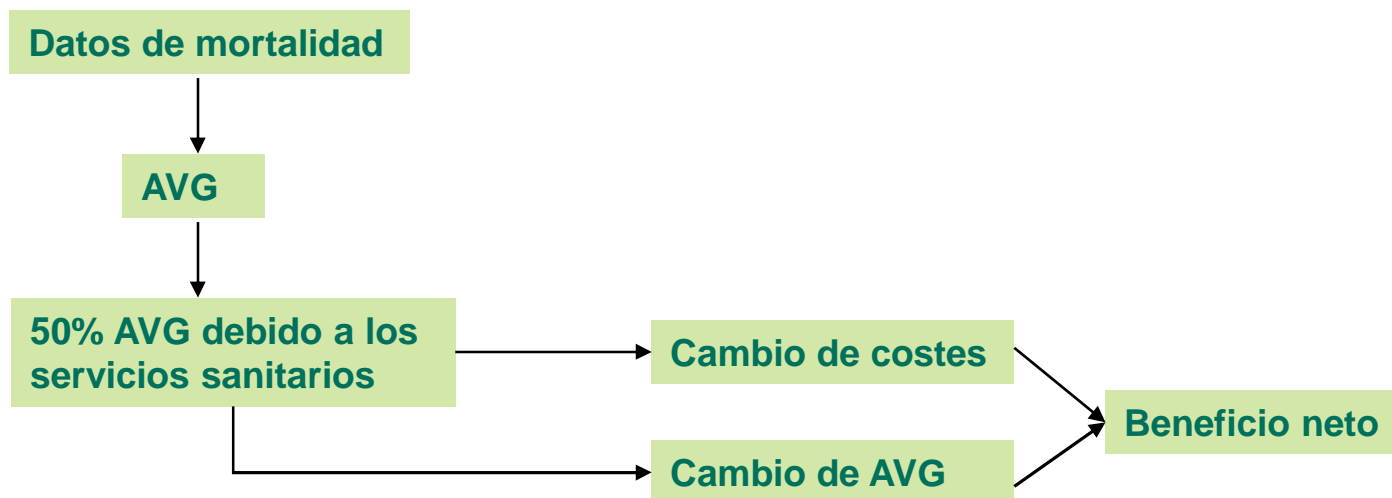 Datos de mortalidad
AVG
50% AVG debido a los
servicios sanitarios
Cambio de costes
Cambio de AVG
Beneficio neto